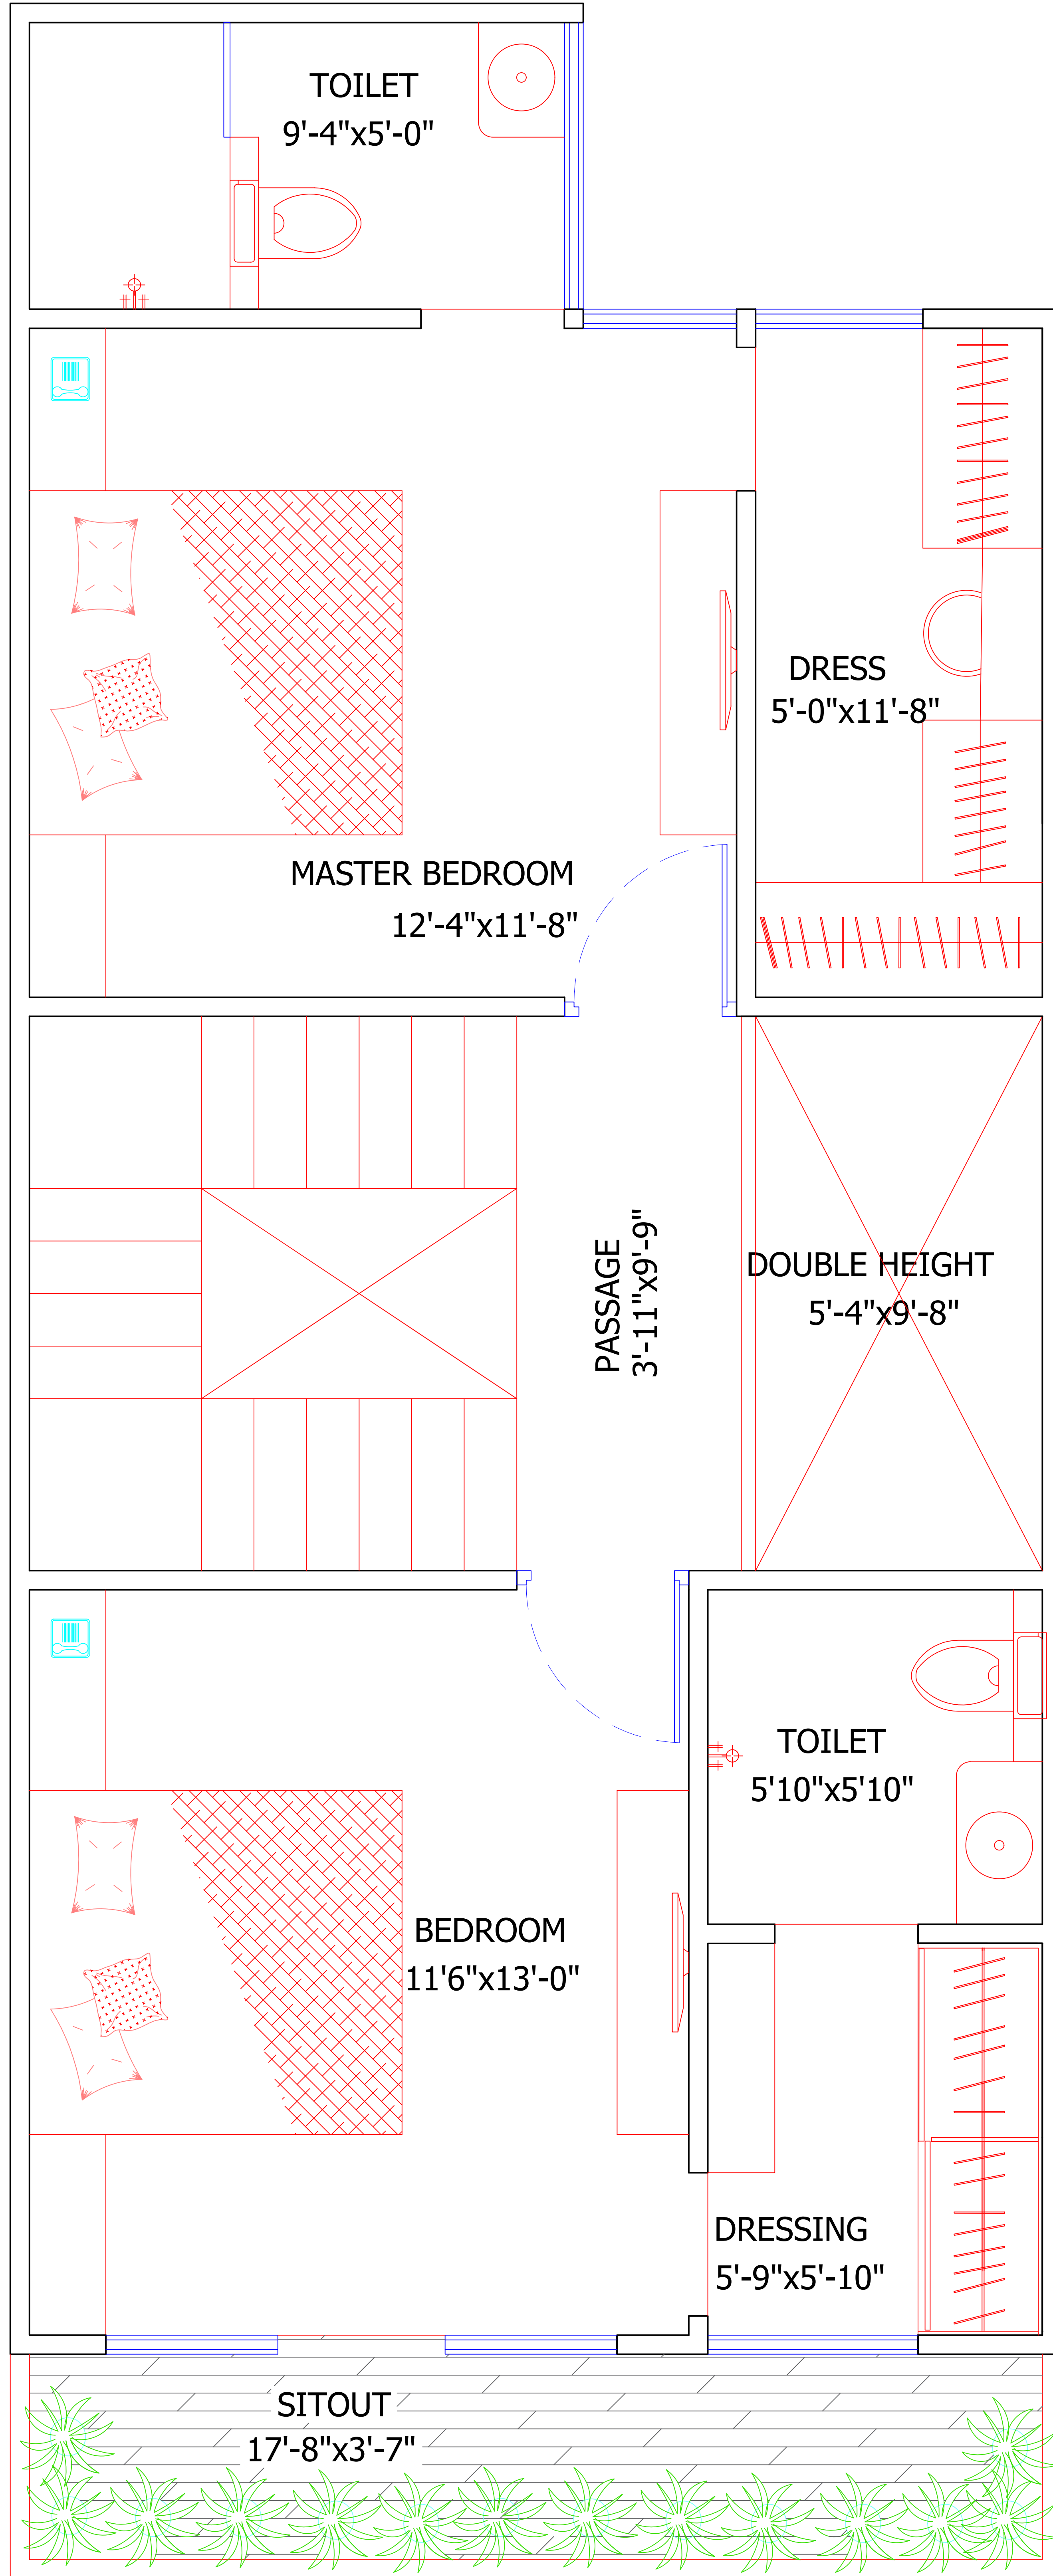 TOILET
9'-4"x5'-0"
DRESS
5'-0"x11'-8"
MASTER BEDROOM
12'-4"x11'-8"
PASSAGE
3'-11"x9'-9"
DOUBLE HEIGHT
5'-4"x9'-8"
TOILET
5'10"x5'10"
BEDROOM
11'6"x13'-0"
DRESSING
5'-9"x5'-10"
SITOUT
17'-8"x3'-7"